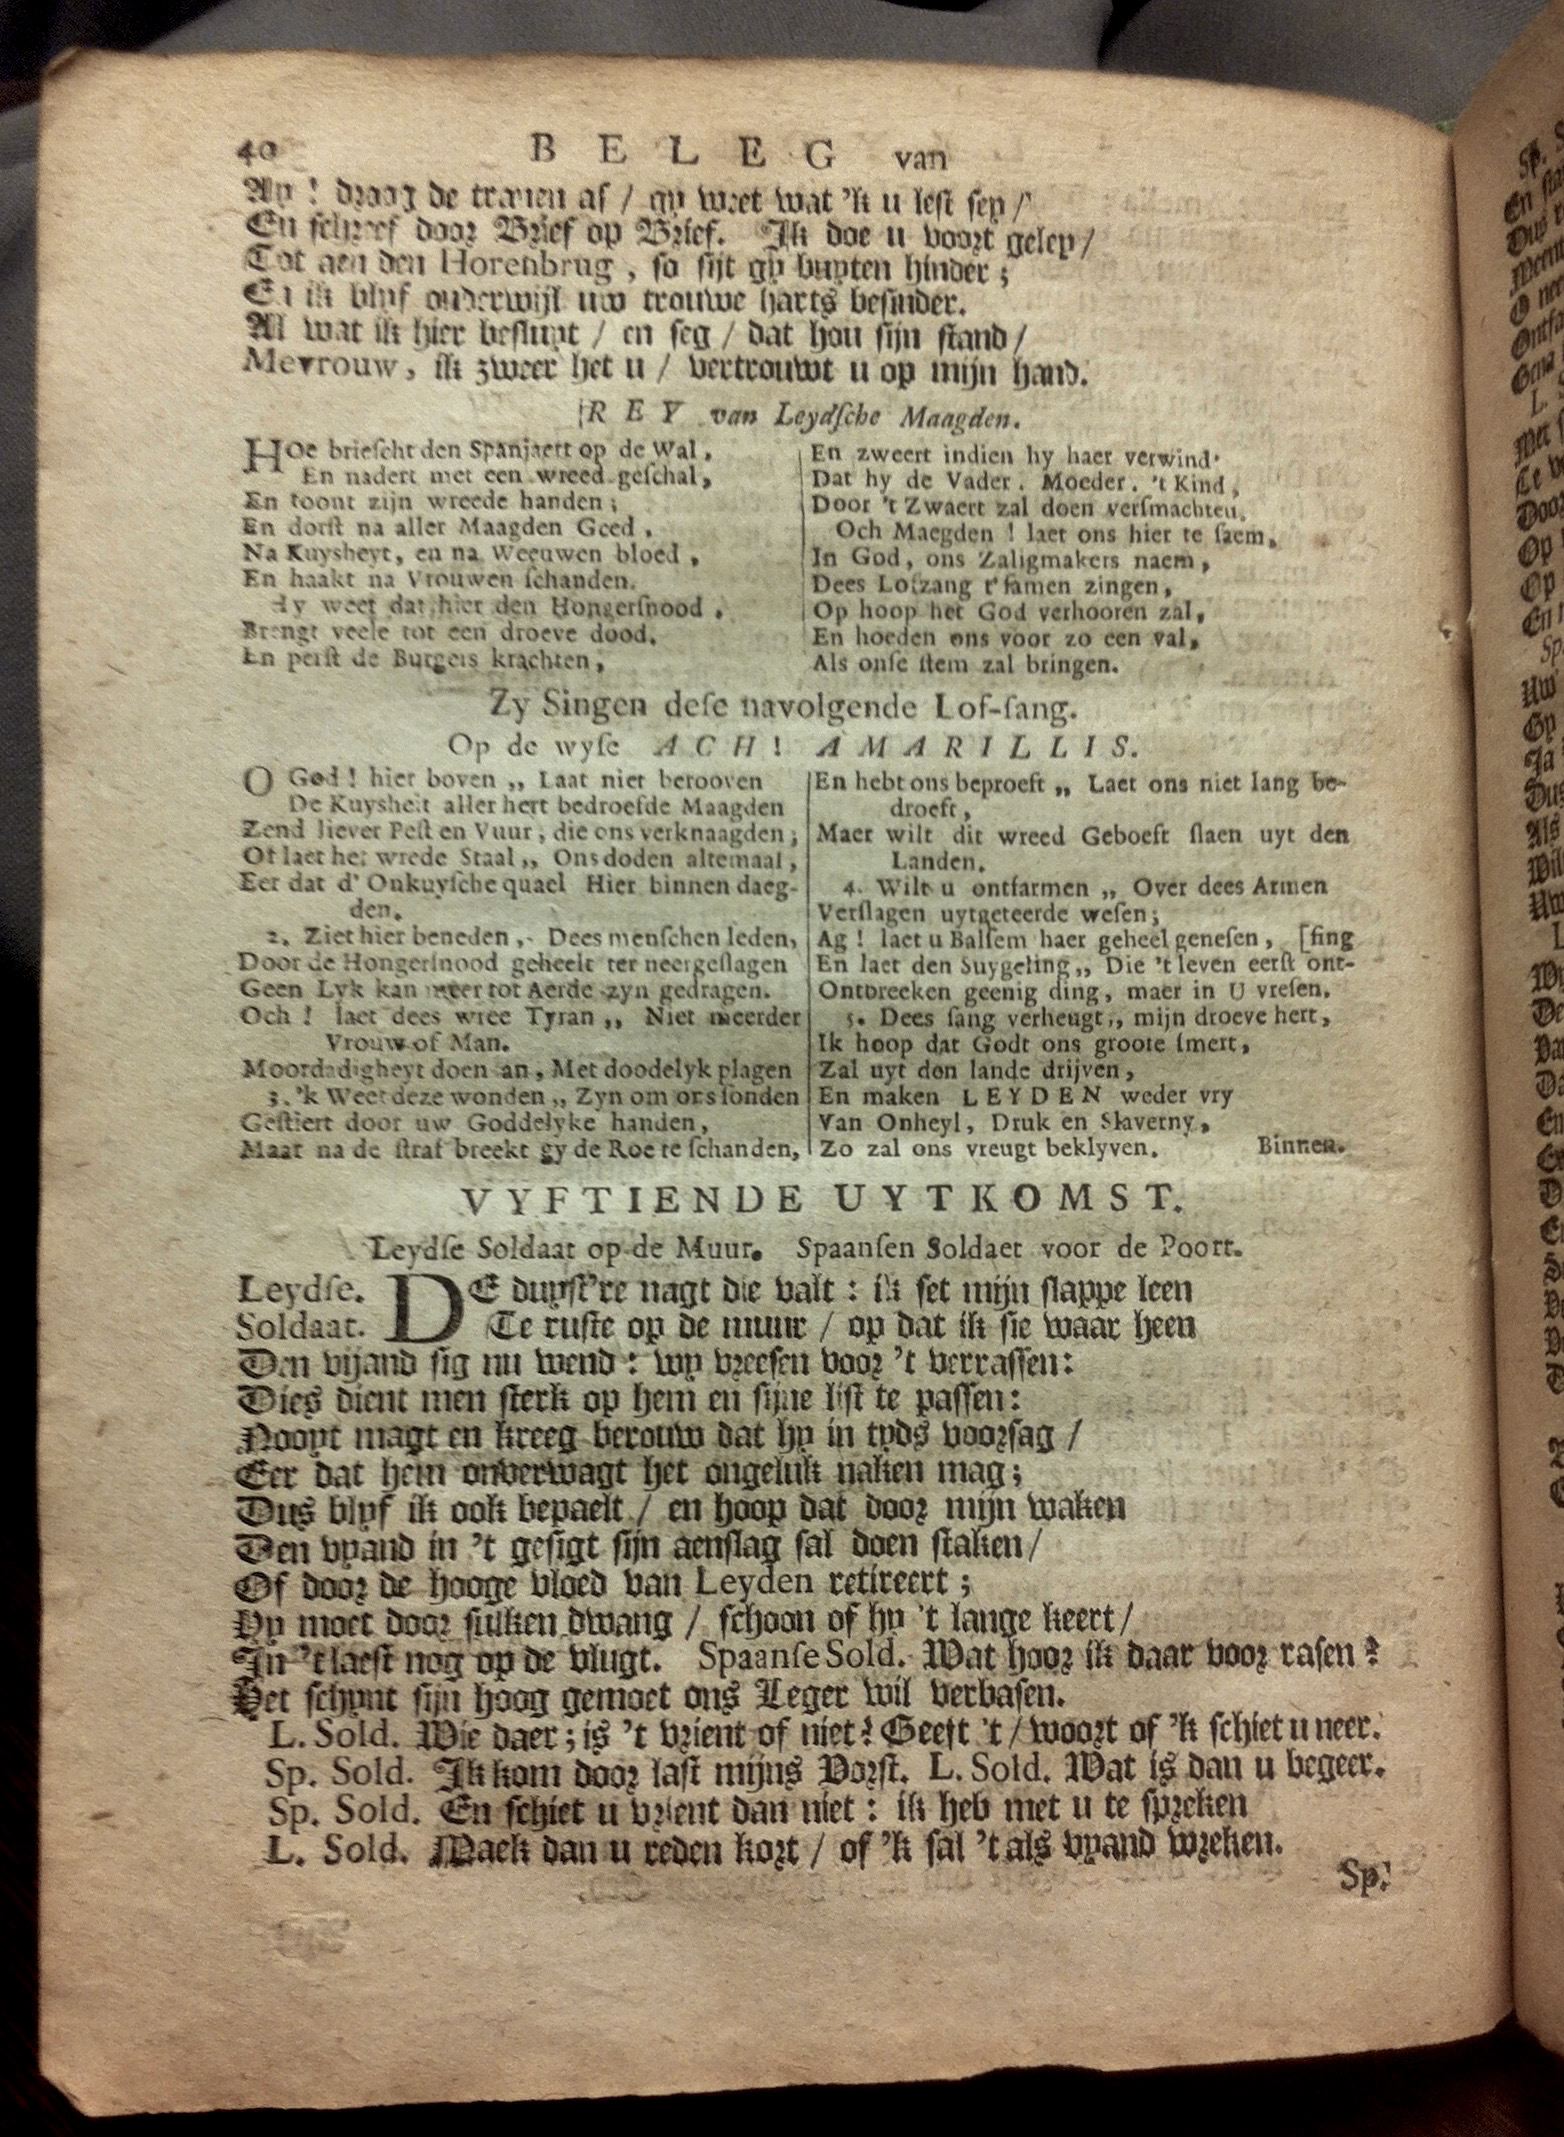 40 BELEG van
Ay! droog de tranen af / gy weet wat 'k u lest sey /
En schreef door Brief op Brief. Ik doe u voort geley /
Tot aen den Horenbrug, so sijt gy buyten hinder;
En ik blyf onderwijl uw trouwe harts besinder.
Al wat ik hier besluyt / en seg / dat hou sijn stand /
Mevrouw, ik zweer het u / vertrouwt u op mijn hand.
REY van Leydsche Maagden.
HOe briescht den Spanjaert op de Wal,
En nadert met een wreed geschal,
En toont zijn wreede handen;
En dorst na aller Maagden Goed,
Na Kuysheyt, en na Weeuwen bloed,
En haakt na Vrouwen schanden.
Hy weet dat hier den Hongersnood,
Brengt veele tot een droeve dood,
En perst de Burgers krachten,
En zweert indien hy haer verwind,
Dat hy de Vader, Moeder, 't Kind,
Door 't Zwaert zal doen versmachten.
Och Maegden! laet ons hier te saem,
In God, ons Zaligmakers naem,
Dees Lofzang t'samen zingen,
Op hoop het God verhooren zal,
En hoeden ons voor zo een val,
Als onse stem zal bringen.
Zy Singen dese navolgende Lof-sang.
Op de wyse ACH! AMARILLIS.
O God! hier boven ,, Laat niet berooven
De Kuysheit aller hert bedroefde Maagden
Zend liever Pest en Vuur, die ons verknaagden;
Of laet het wrede Staal ,, Ons doden altemaal,
Eer dat d' Onkuysche quael Hier binnen daeg-
den.
2. Ziet hier beneden ,, Dees menschen leden,
Door de Hongersnood geheelt ter neergeslagen
Geen Lyk kan meer tot Aerde zyn gedragen.
Och! laet dees wree Tyran ,, Niet meerder
Vrouw of Man.
Moordadigheyt doen an, Met doodelyk plagen
3. 'k Weet deze wonden ,, Zyn om ons sonden
Gestiert door uw Goddelyke handen,
Maar na de straf breekt gy de Roe te schanden,
En hebt ons beproeft ,, Laet ons niet lang be-
droeft,
Maer wilt dit wreed Geboeft slaen uyt den
Landen.
4. Wilt u ontfarmen ,, Over dees Armen
Verslagen uytgeteerde wesen;
Ag! laet u Balsem haer geheel genesen, [fing
En laet den Suygeling ,, Die 't leven eerst ont-
Ontbreeken geenig ding, maer in U vresen.
5. Dees sang verheugt ,, mijn droeve hert,
Ik hoop dat Godt ons groote smert,
Zal uyt den lande drijven,
En maken LEYDEN weder vry
Van Onheyl, Druk en Slaverny,
Zo zal ons vreugt beklyven. Binnen.
VYFTIENDE UYTKOMST.
Leydse Soldaat op de Muur. Spaansen Soldaet voor de Poort.
Leydse. DE duyst're nagt die valt: ik set mijn slappe leen
Soldaat. Te ruste op de muur / op dat ik sie waar heen
Den vijand sig nu wend: wy vreesen voor 't verrassen:
Dies dient men sterk op hem en sijne list te passen:
Nooyt magt en kreeg berouw dat hy in tyds voorsag /
Eer dat hem onverwagt het ongeluk naken mag;
Dus blyf ik ook bepaelt / en hoop dat door mijn waken
Den vyand in 't gesigt sijn aenslag sal doen staken /
Of door de hooge vloed van Leyden retireert;
Hy moet door sulken dwang / schoon of hy 't lange keert /
In 't laest nog op de vlugt. Spaanse Sold. Wat hoor ik daar voor rasen?
Het schynt sijn hoog gemoet ons Leger wil verbasen.
L. Sold. Wie daer; is 't vrient of niet? Geeft 't / woort of 'k schiet u neer.
Sp. Sold. Ik kom door last mijns Vorst. L. Sold. Wat is dan u begeer.
Sp. Sold. En schiet u vrient dan niet: ik heb met u te spreken
L. Sold. Maek dan u reden kort / of 'k sal 't als vyand wreken.
Sp.